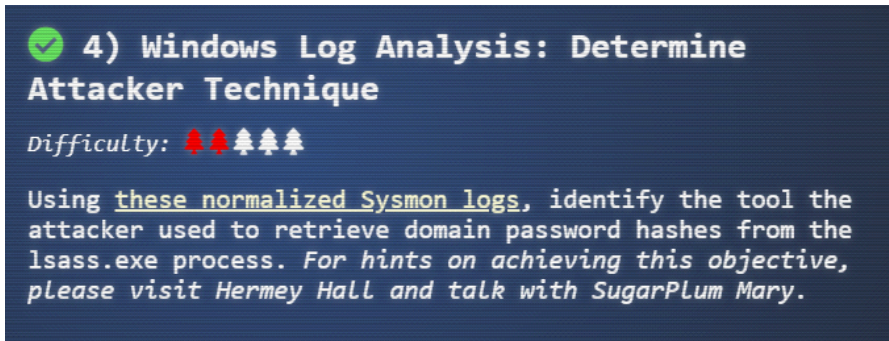 4) Windows Log Analysis: Determine
Attacker Technique
Difficulty:
Using these normalized Sysmon logs, identify the tool the
attacker used to retrieve domain password hashes from the
lsass.exe process. For hints on achieving this objective,
please visit Hermey Hall and talk with SugarPlum Mary.